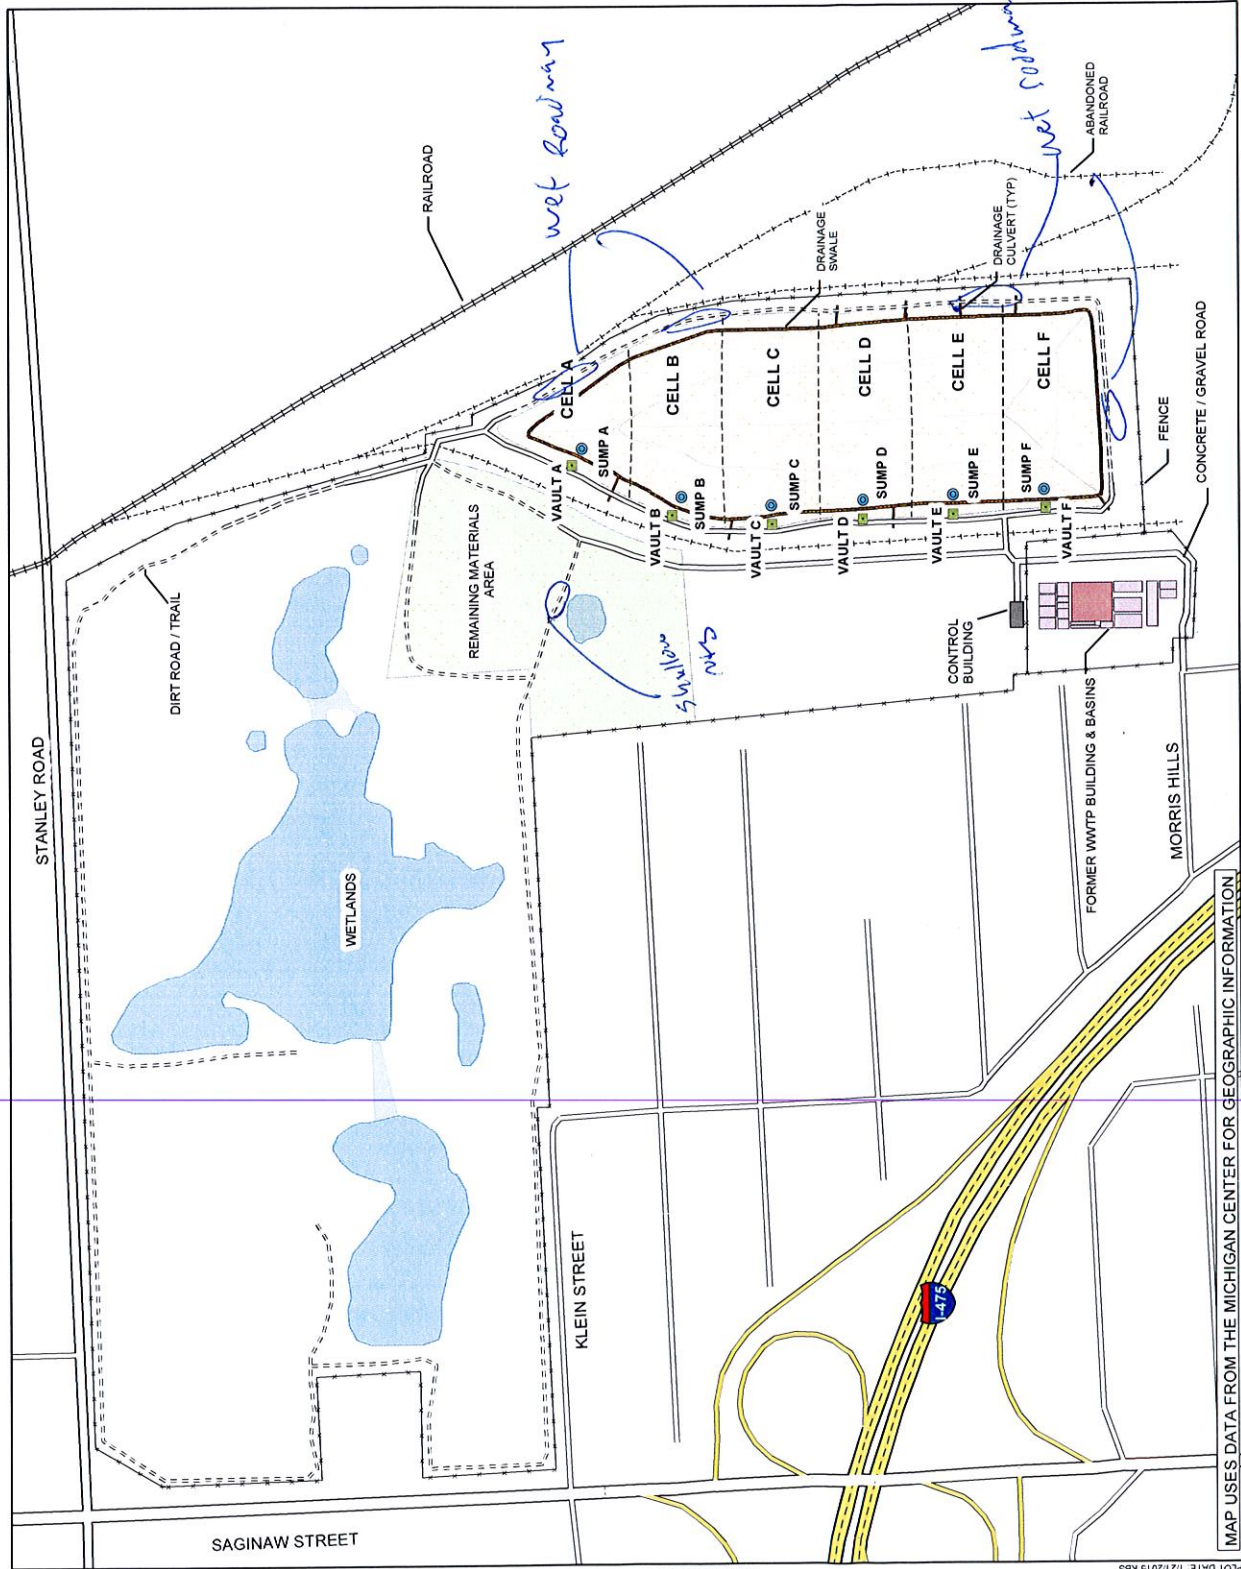 STANLEY ROAD
RAILROAD
wet Roadway
wet roadway
ABANDONED
RAILROAD
DIRT ROAD / TRAIL
REMAINING MATERIALS
AREA
DRAINAGE
SWALE
DRAINAGE
CULVERT (TYP)
CELL A
CELL B
CELL C
CELL D
CELL E
CELL F
VAULT A
SUMP A
VAULT B
SUMP B
VAULT C
SUMP C
VAULT D
SUMP D
VAULT E
SUMP E
VAULT F
SUMP F
FENCE
CONCRETE / GRAVEL ROAD
WETLANDS
Shallow
ruts
CONTROL
BUILDING
FORMER WWTP BUILDING & BASINS
MORRIS HILLS
KLEIN STREET
I-475
SAGINAW STREET
MAP USES DATA FROM THE MICHIGAN CENTER FOR GEOGRAPHIC INFORMATION